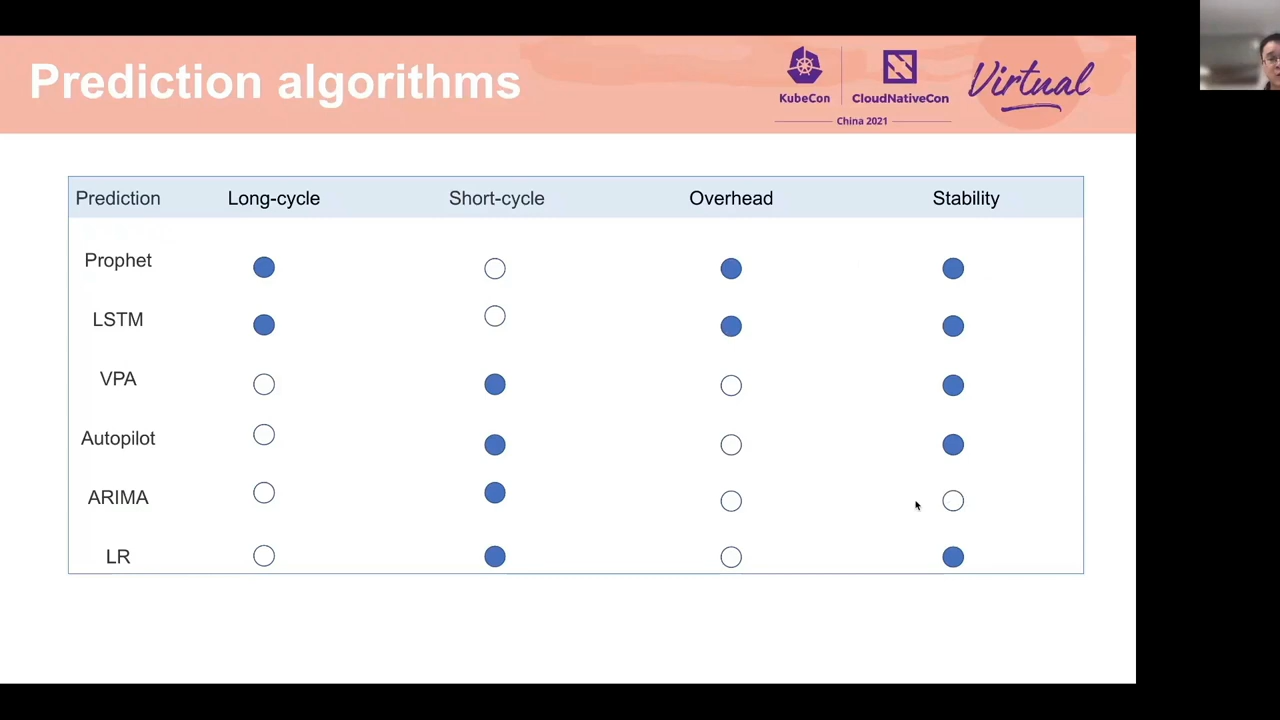 Prediction algorithms
KubeCon
CloudNativeCon
China 2021
Virtual
Prediction Long-cycle Short-cycle Overhead Stability
Prophet
LSTM
VPA
Autopilot
ARIMA
LR